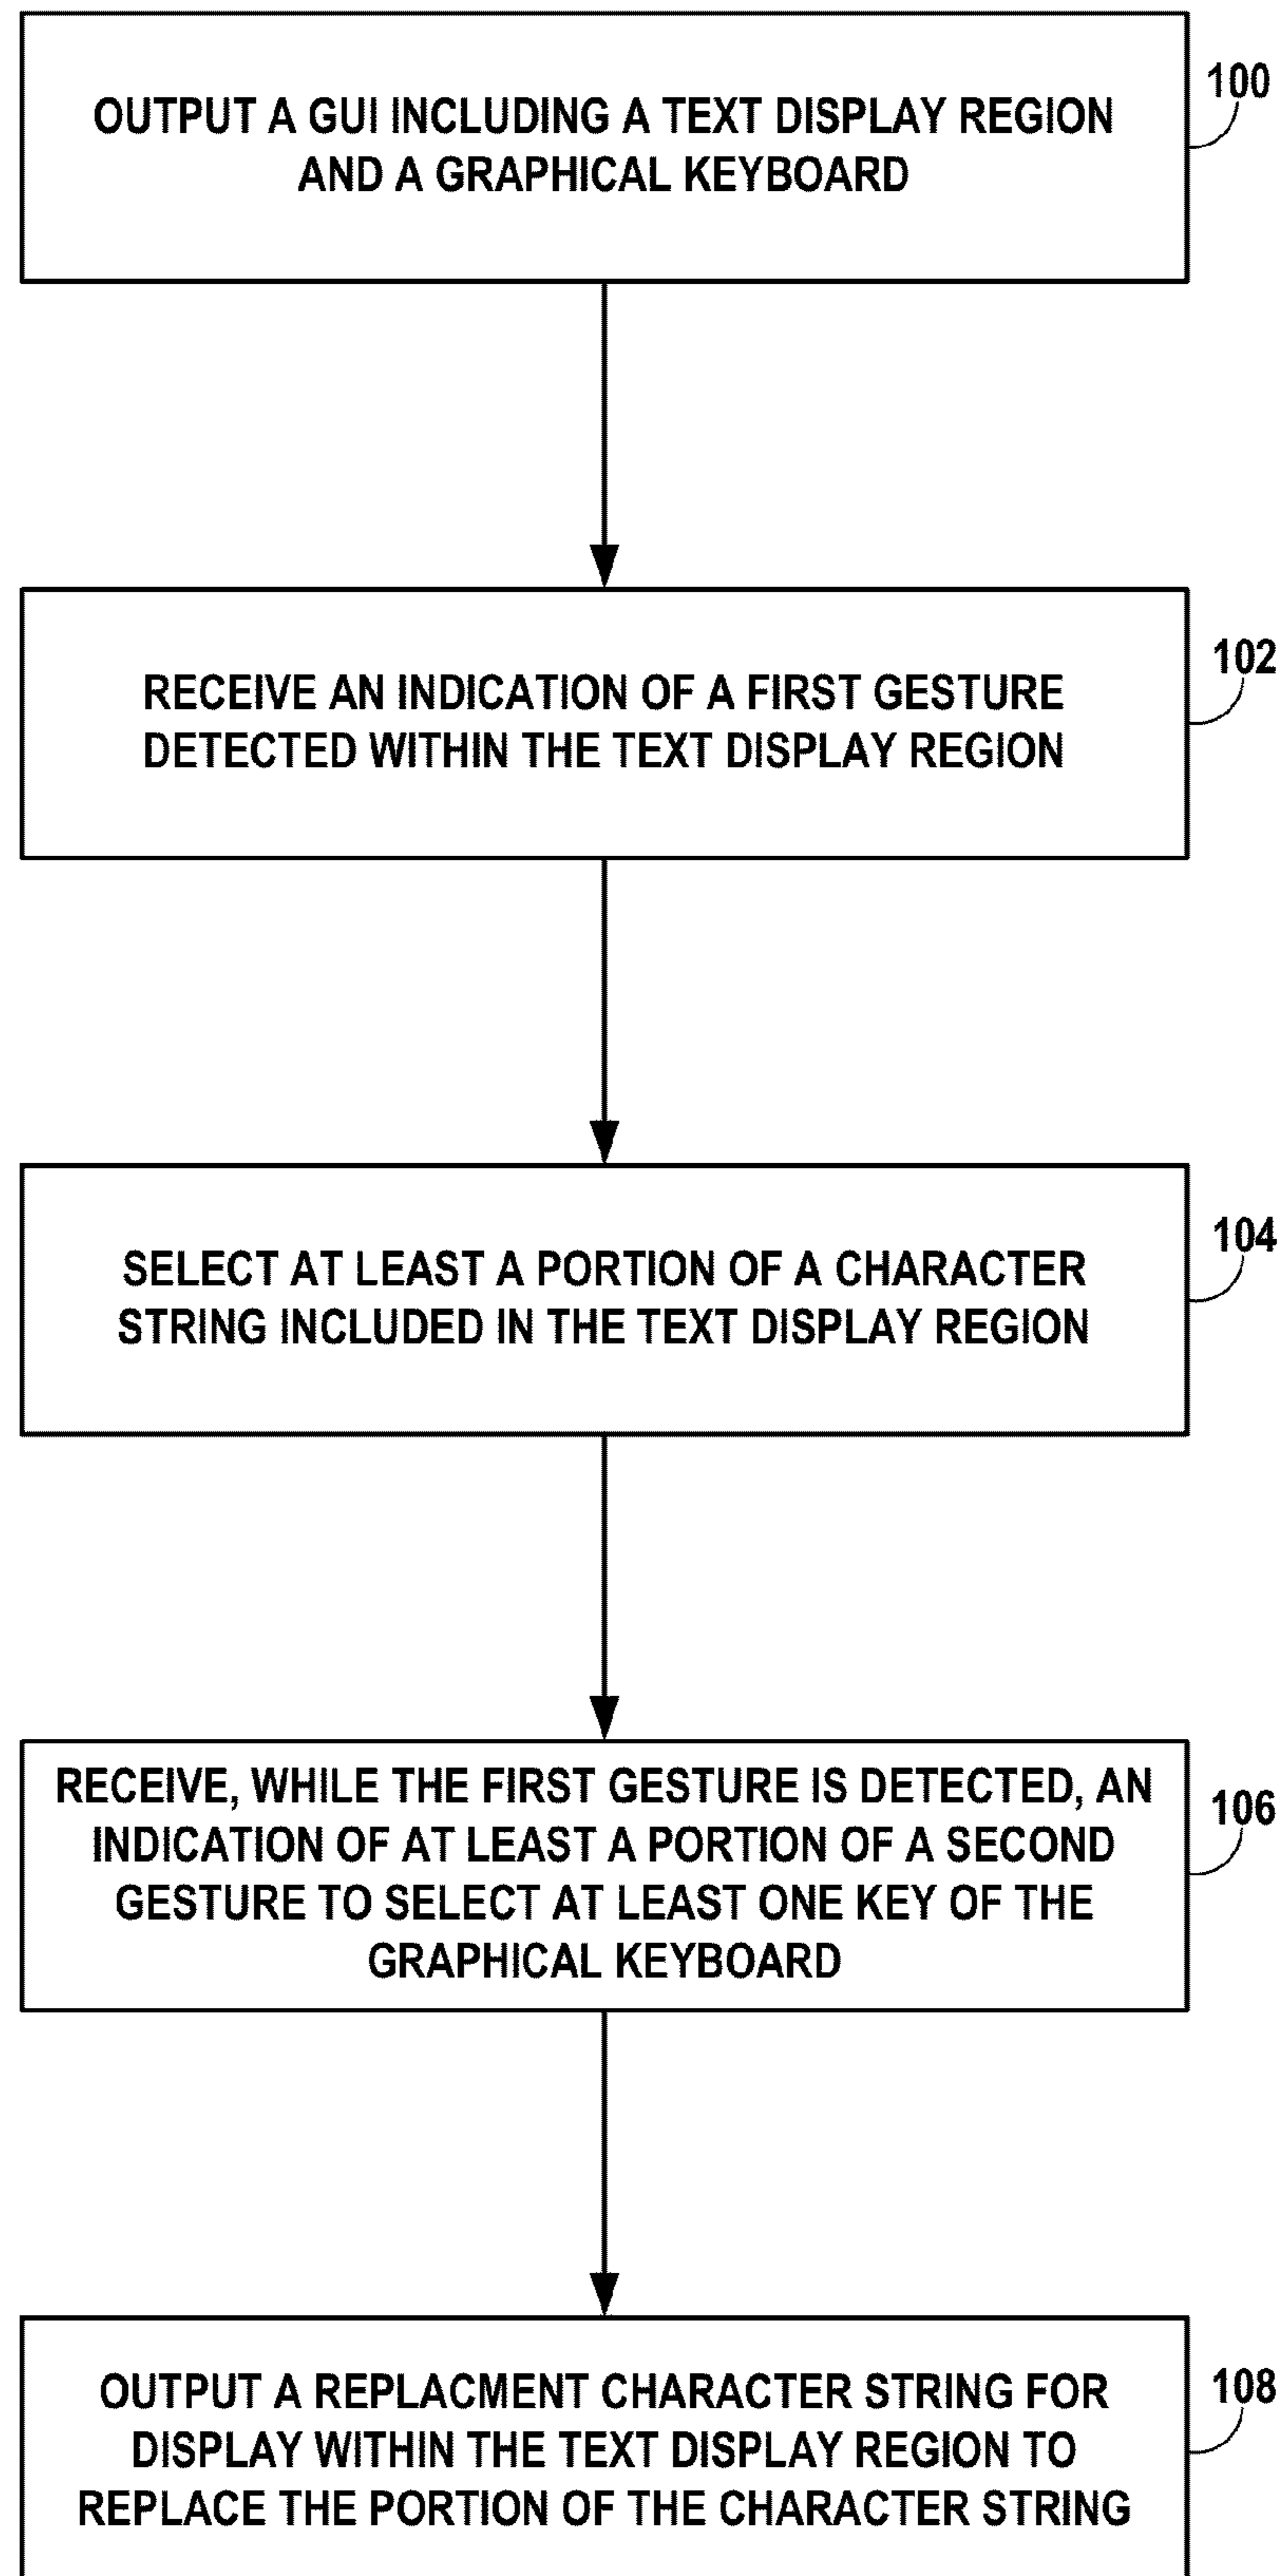 OUTPUT A GUI INCLUDING A TEXT DISPLAY REGION
AND A GRAPHICAL KEYBOARD
100
RECEIVE AN INDICATION OF A FIRST GESTURE
DETECTED WITHIN THE TEXT DISPLAY REGION
102
SELECT AT LEAST A PORTION OF A CHARACTER
STRING INCLUDED IN THE TEXT DISPLAY REGION
104
RECEIVE, WHILE THE FIRST GESTURE IS DETECTED, AN
INDICATION OF AT LEAST A PORTION OF A SECOND
GESTURE TO SELECT AT LEAST ONE KEY OF THE
GRAPHICAL KEYBOARD
106
OUTPUT A REPLACMENT CHARACTER STRING FOR
DISPLAY WITHIN THE TEXT DISPLAY REGION TO
REPLACE THE PORTION OF THE CHARACTER STRING
108